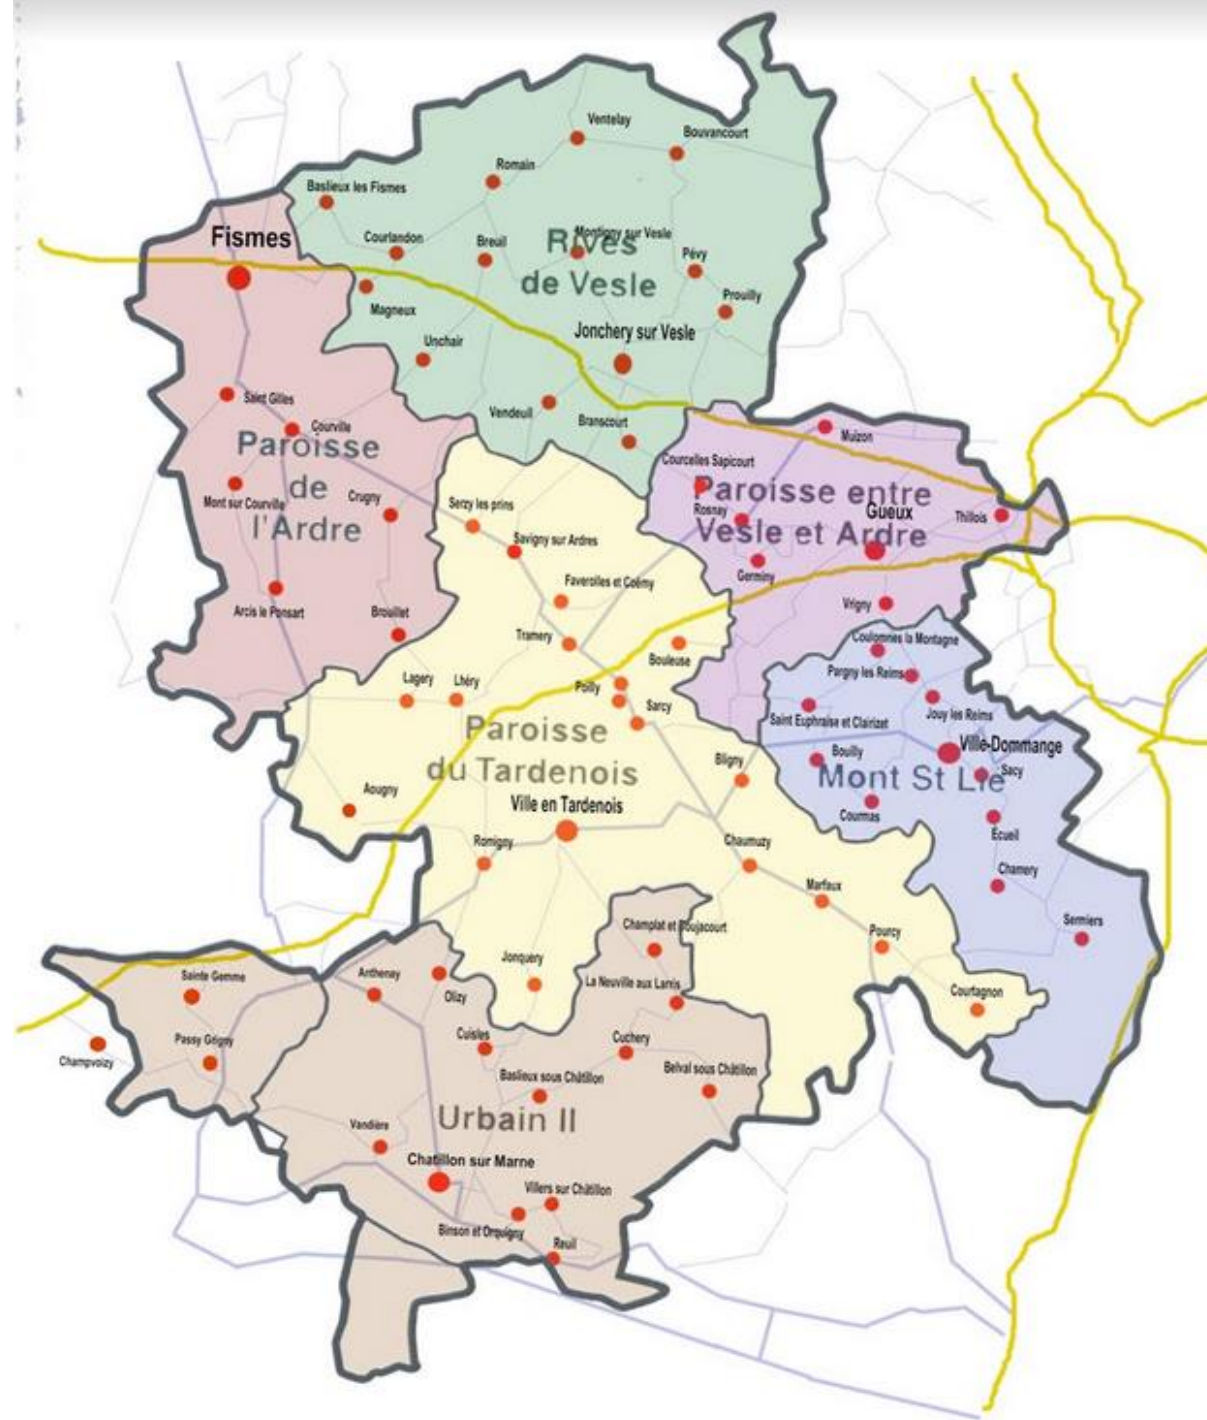 Ventelay
Bouvancourt
Romain
Baslieux les Fismes
Fismes
Courlandon
Breuil
Montigny sur Vesle
Rives
de Vesle
Pévy
Prouilly
Magneux
Unchair
Jonchery sur Vesle
Vendeuil
Branscourt
Saint Gilles
Courville
Paroisse
de
l'Ardre
Mont sur Courville
Crugny
Arcis le Ponsart
Brouillet
Muizon
Courcelles Sapicourt
Paroisse entre
Vesle et Ardre
Rosnay
Gueux
Thillois
Germiny
Vrigny
Serzy les prins
Savigny sur Ardres
Faverolles et Coëmy
Tramery
Bouleuse
Poilly
Sarcy
Lagery
Lhéry
Paroisse
du Tardenois
Bligny
Aougny
Ville en Tardenois
Romigny
Chaumuzy
Marfaux
Pourcy
Courtagnon
Jonquery
Coulomnes la Montagne
Pargny les Reims
Jouy les Reims
Saint Euphraise et Clairizet
Ville-Dommange
Bouilly
Mont St Lie
Sacy
Courmas
Ecueil
Chamery
Sermiers
Champlat et Boujacourt
La Neuville aux Larris
Sainte Gemme
Anthenay
Olizy
Passy Grigny
Champvoizy
Cuisles
Cuchery
Baslieux sous Châtillon
Belval sous Châtillon
Urbain II
Vandière
Chatillon sur Marne
Villers sur Châtillon
Binson et Orquigny
Reuil